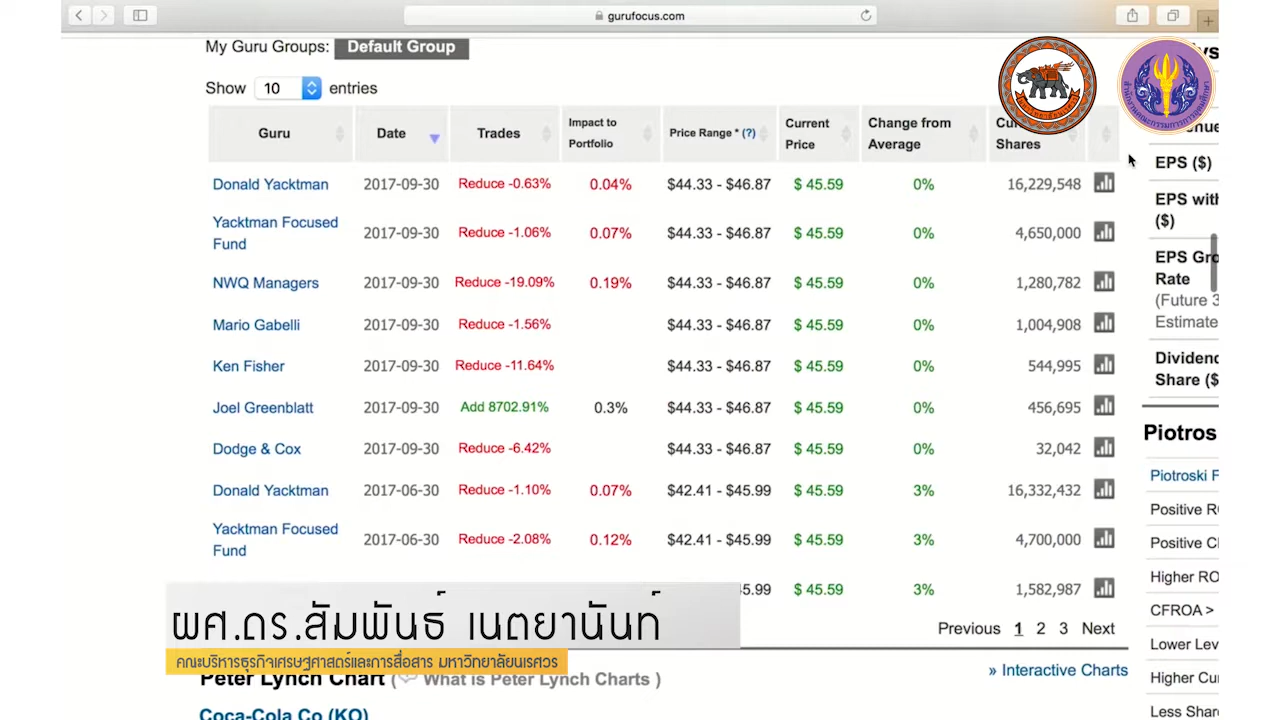 gurufocus.com
My Guru Groups: Default Group
Show 10 entries
Guru Date Trades Impact to Portfolio Price Range * (?) Current Price Change from Average Shares
Donald Yacktman 2017-09-30 Reduce -0.63% 0.04% $44.33 - $46.87 $ 45.59 0% 16,229,548
Yacktman Focused Fund 2017-09-30 Reduce -1.06% 0.07% $44.33 - $46.87 $ 45.59 0% 4,650,000
NWQ Managers 2017-09-30 Reduce -19.09% 0.19% $44.33 - $46.87 $ 45.59 0% 1,280,782
Mario Gabelli 2017-09-30 Reduce -1.56% $44.33 - $46.87 $ 45.59 0% 1,004,908
Ken Fisher 2017-09-30 Reduce -11.64% $44.33 - $46.87 $ 45.59 0% 544,995
Joel Greenblatt 2017-09-30 Add 8702.91% 0.3% $44.33 - $46.87 $ 45.59 0% 456,695
Dodge & Cox 2017-09-30 Reduce -6.42% $44.33 - $46.87 $ 45.59 0% 32,042
Donald Yacktman 2017-06-30 Reduce -1.10% 0.07% $42.41 - $45.99 $ 45.59 3% 16,332,432
Yacktman Focused Fund 2017-06-30 Reduce -2.08% 0.12% $42.41 - $45.99 $ 45.59 3% 4,700,000
5.99 $ 45.59 3% 1,582,987
Previous 1 2 3 Next
» Interactive Charts
ผศ.ดร.สัมพันธ์ เนตยานันท์
คณะบริหารธุรกิจเศรษฐศาสตร์และการสื่อสาร มหาวิทยาลัยนเรศวร
Peter Lynch Chart ( What is Peter Lynch Charts )
Coca-Cola Co (KO)
EPS ($)
EPS with
($)
EPS Gro
Rate
(Future 3
Estimate
Dividend
Share ($
Piotros
Piotroski F
Positive RO
Positive C
Higher RO
CFROA >
Lower Lev
Higher Cu
Less Share